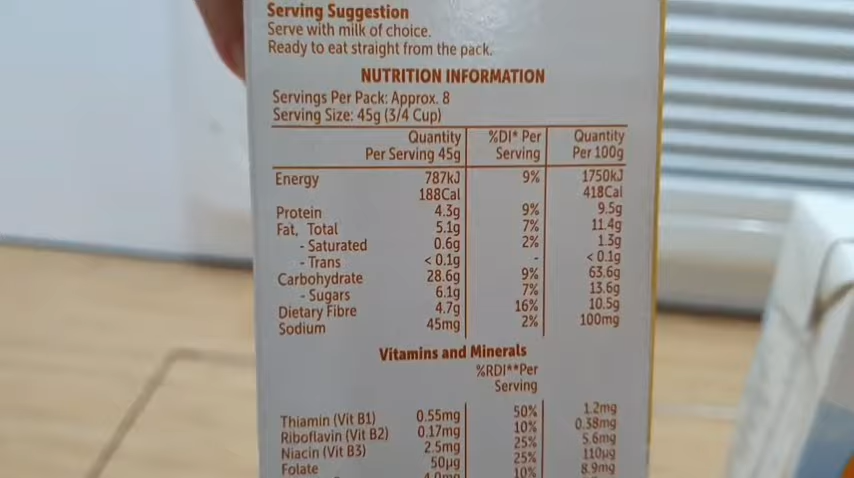 Serving Suggestion
Serve with milk of choice.
Ready to eat straight from the pack.
NUTRITION INFORMATION
Servings Per Pack: Approx. 8
Serving Size: 45g (3/4 Cup)
Quantity %DI* Per Quantity
Per Serving 45g Serving Per 100g
Energy 787kJ 9% 1750kJ
188Cal 418Cal
Protein 4.3g 9% 9.5g
Fat, Total 5.1g 7% 11.4g
- Saturated 0.6g 2% 1.3g
- Trans < 0.1g - < 0.1g
Carbohydrate 28.6g 9% 63.6g
- Sugars 6.1g 7% 13.6g
Dietary Fibre 4.7g 16% 10.5g
Sodium 45mg 2% 100mg
Vitamins and Minerals
%RDI**Per
Serving
Thiamin (Vit B1) 0.55mg 50% 1.2mg
Riboflavin (Vit B2) 0.17mg 10% 0.38mg
Niacin (Vit B3) 2.5mg 25% 5.6mg
Folate 50µg 25% 110µg
10% 8.9mg